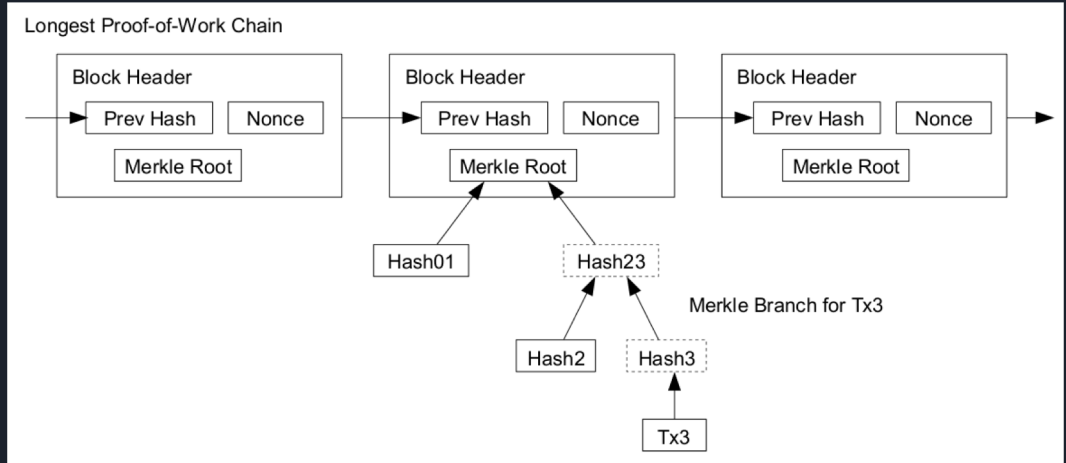 Longest Proof-of-Work Chain
Block Header
Prev Hash
Nonce
Merkle Root
Block Header
Prev Hash
Nonce
Merkle Root
Block Header
Prev Hash
Nonce
Merkle Root
Hash01
Hash23
Merkle Branch for Tx3
Hash2
Hash3
Tx3